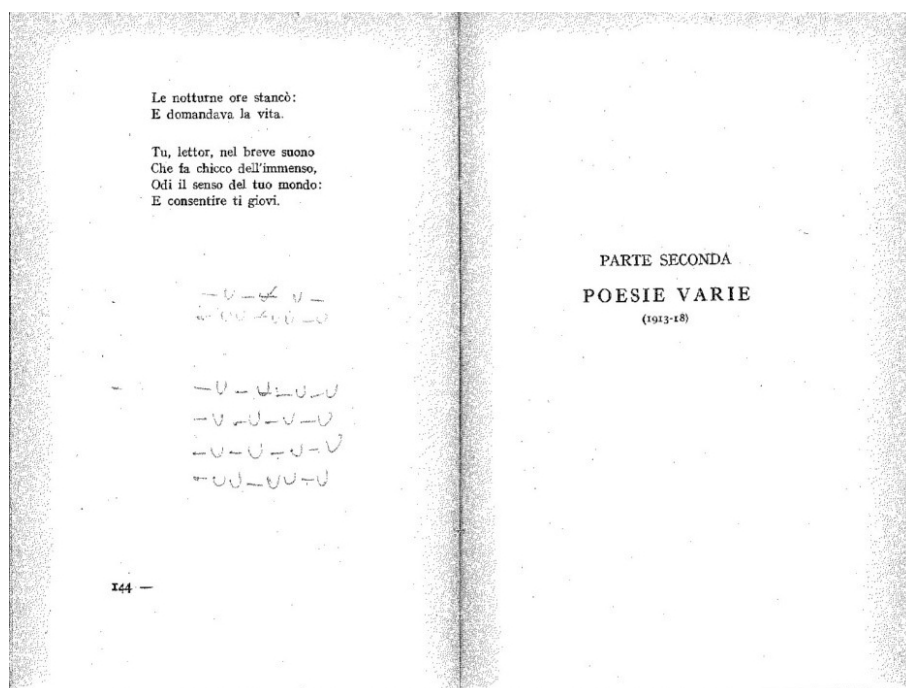 Le notturne ore stancò:
E domandava la vita.
Tu, lettor, nel breve suono
Che fa chicco dell'immenso,
Odi il senso del tuo mondo:
E consentire ti giovi.
144 —
PARTE SECONDA
POESIE VARIE
(1913-18)